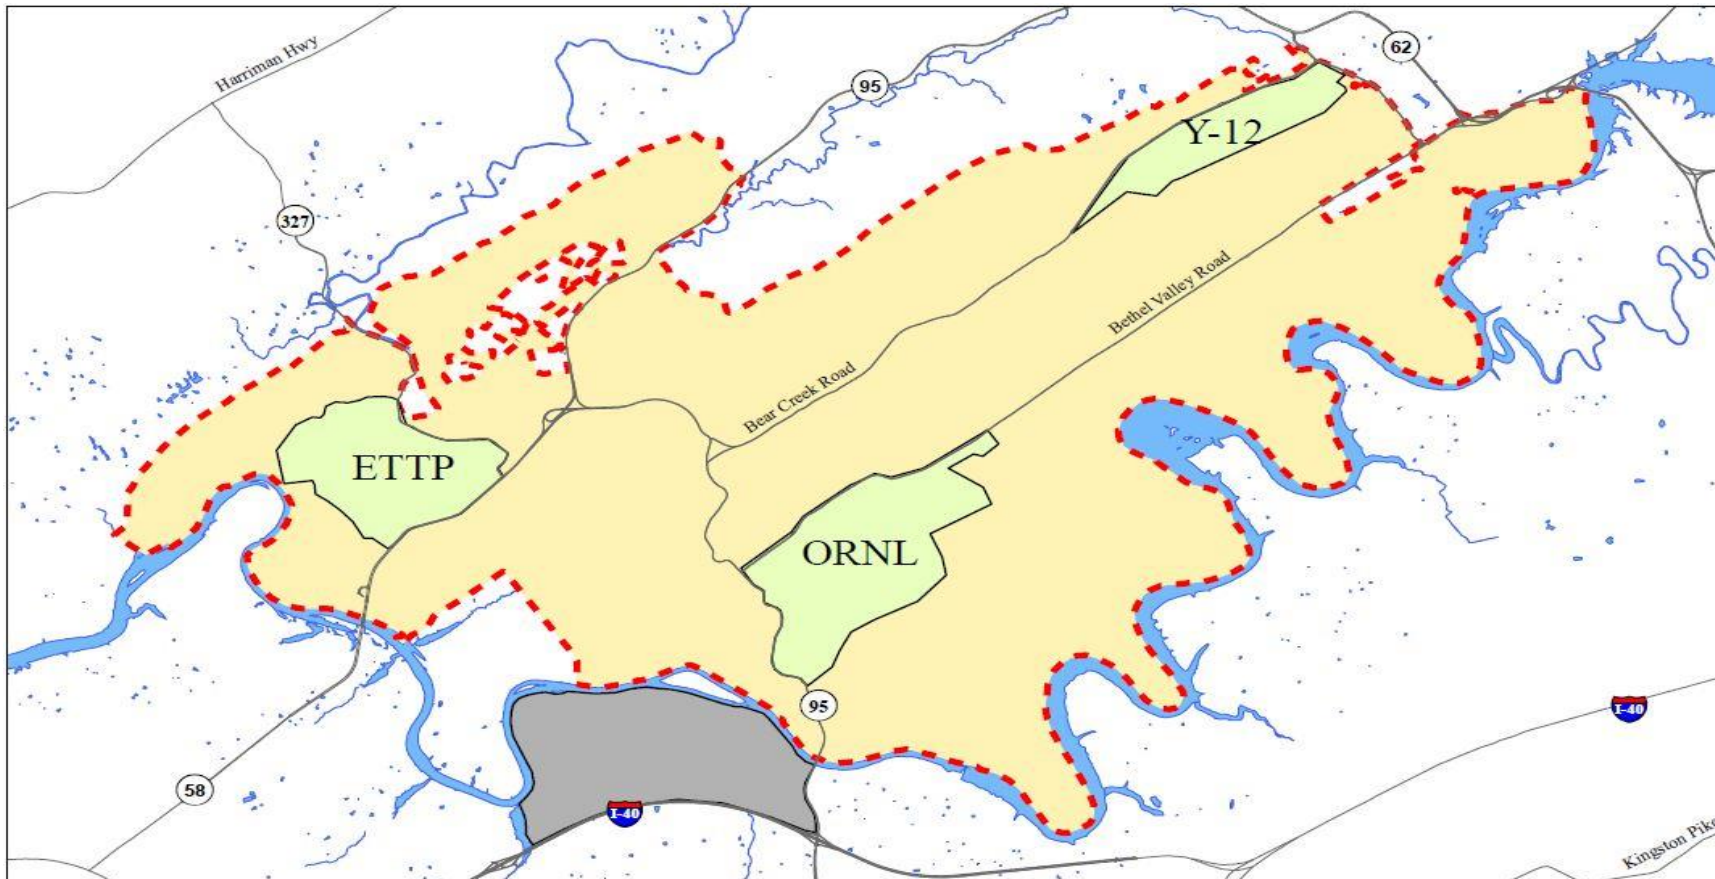 Harriman Hwy
62
95
Y-12
327
Bethel Valley Road
Bear Creek Road
ETTP
ORNL
95
I-40
58
I-40
Kingston Pike